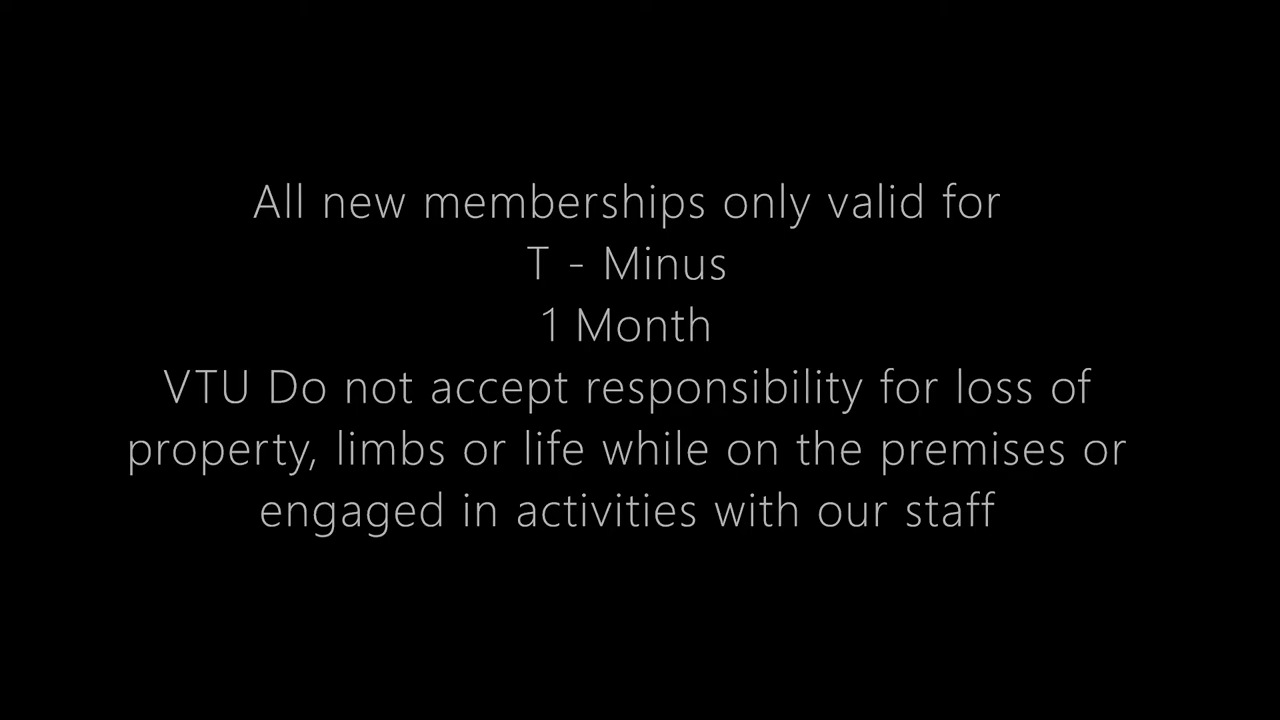 All new memberships only valid for
T - Minus
1 Month
VTU Do not accept responsibility for loss of
property, limbs or life while on the premises or
engaged in activities with our staff